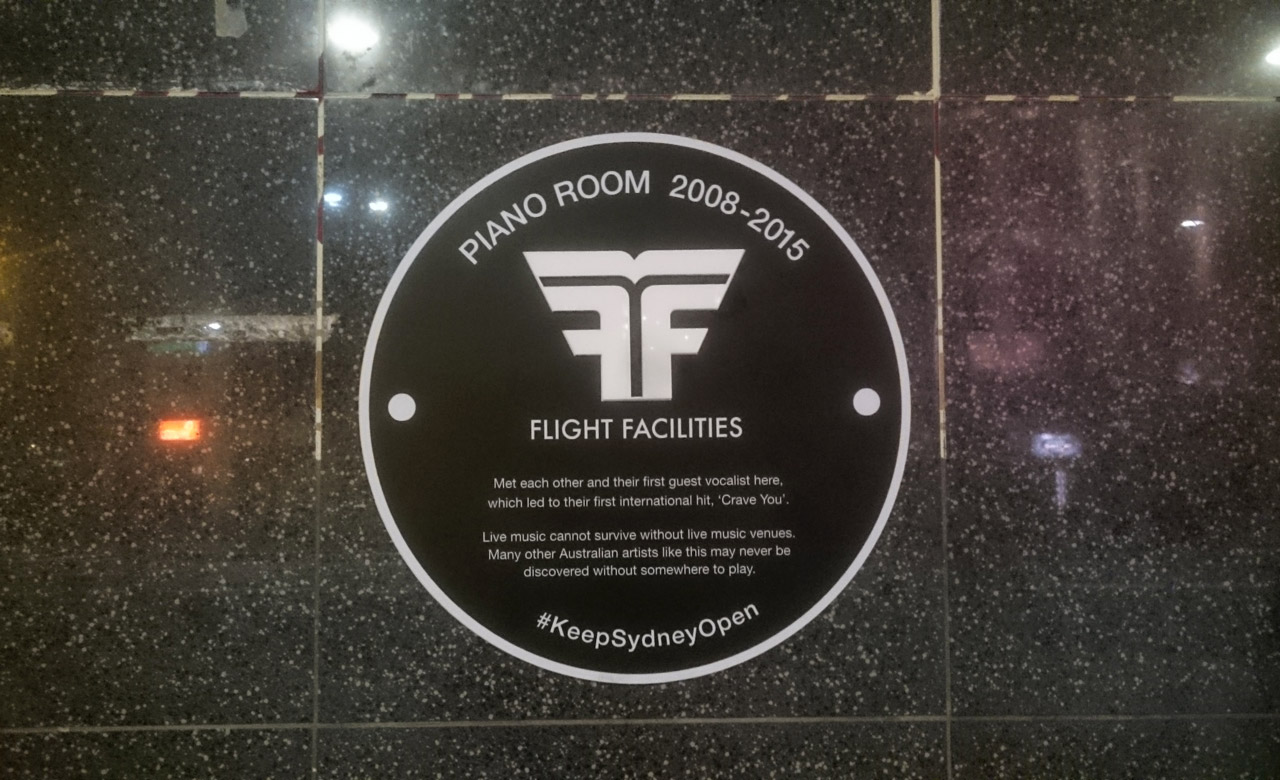 PIANO ROOM 2008-2015
FLIGHT FACILITIES
Met each other and their first guest vocalist here,
which led to their first international hit, ‘Crave You’.
Live music cannot survive without live music venues.
Many other Australian artists like this may never be
discovered without somewhere to play.
#KeepSydneyOpen